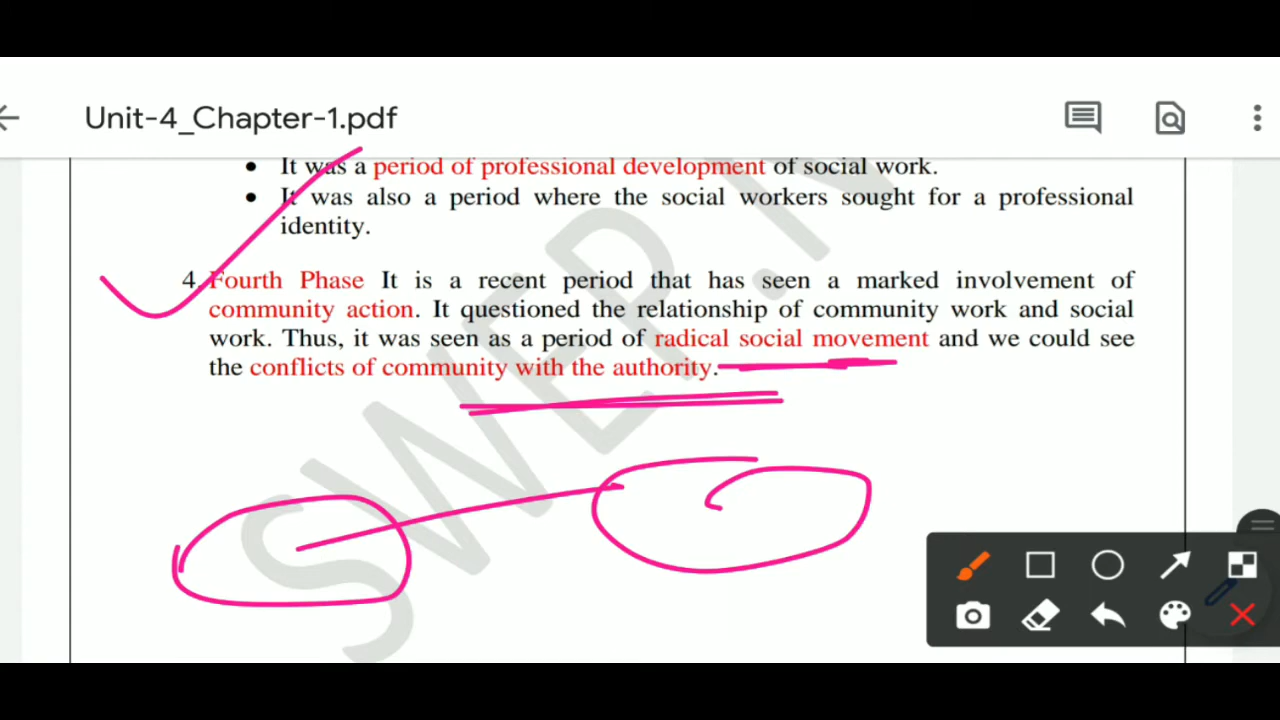 Unit-4_Chapter-1.pdf
• It was a period of professional development of social work.
• It was also a period where the social workers sought for a professional
identity.
4. Fourth Phase It is a recent period that has seen a marked involvement of
community action. It questioned the relationship of community work and social
work. Thus, it was seen as a period of radical social movement and we could see
the conflicts of community with the authority.
SWEP.N